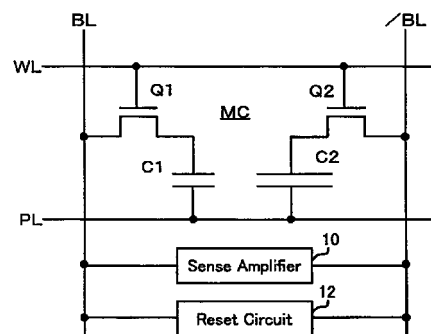 BL
/BL
WL
Q1
Q2
MC
C1
C2
PL
10
Sense Amplifier
12
Reset Circuit